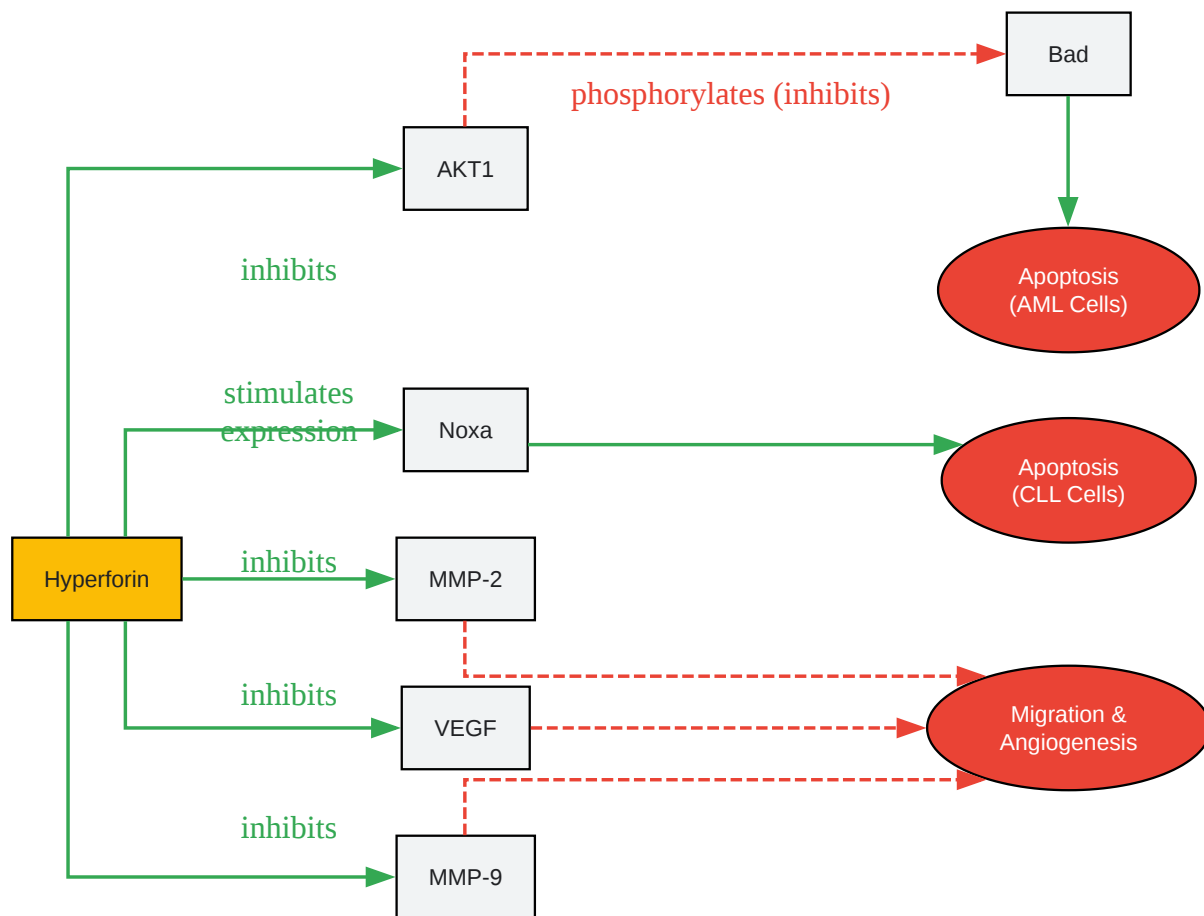 Bad
phosphorylates (inhibits)
AKT1
inhibits
Apoptosis
(AML Cells)
stimulates
expression
Noxa
Apoptosis
(CLL Cells)
inhibits
Hyperforin
MMP-2
inhibits
VEGF
Migration &
Angiogenesis
inhibits
MMP-9